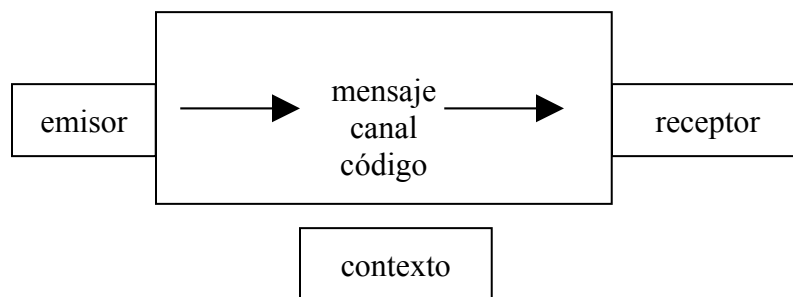 mensaje
emisor
canal
receptor
código
contexto